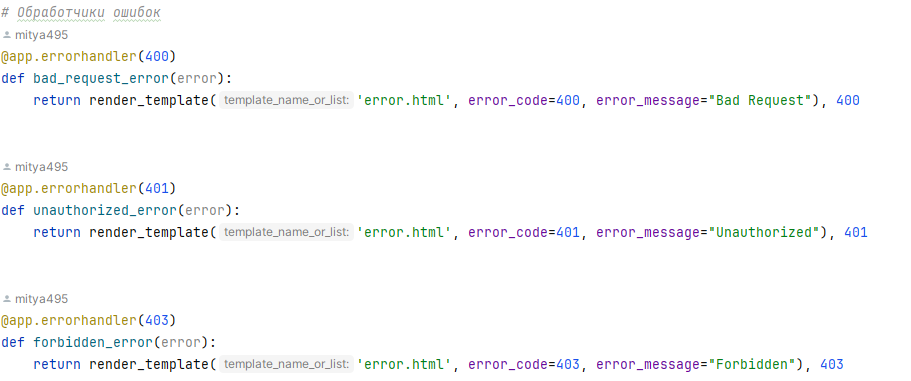 # Обработчики ошибок
mitya495
@app.errorhandler(400)
def bad_request_error(error):
    return render_template( template_name_or_list: 'error.html', error_code=400, error_message="Bad Request"), 400
mitya495
@app.errorhandler(401)
def unauthorized_error(error):
    return render_template( template_name_or_list: 'error.html', error_code=401, error_message="Unauthorized"), 401
mitya495
@app.errorhandler(403)
def forbidden_error(error):
    return render_template( template_name_or_list: 'error.html', error_code=403, error_message="Forbidden"), 403